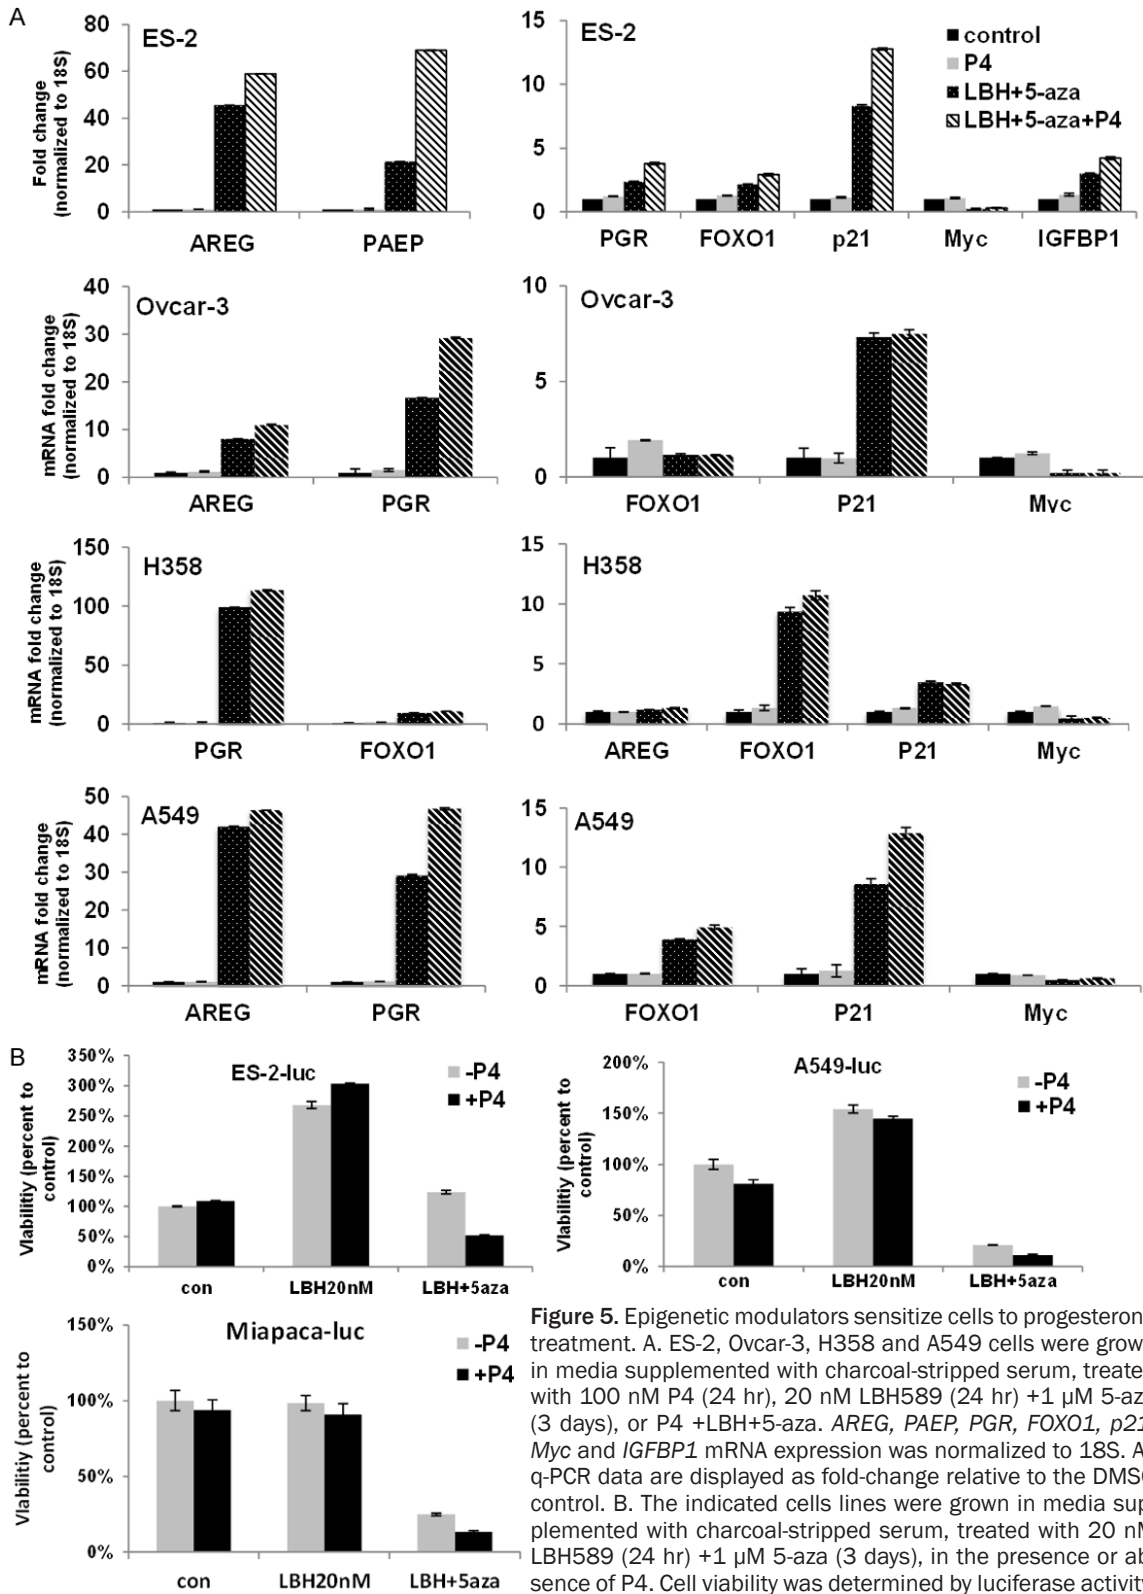 A
ES-2
Fold change
(normalized to 18S)
80
60
40
20
0
AREG PAEP
ES-2
15
10
5
0
control
P4
LBH+5-aza
LBH+5-aza+P4
PGR FOXO1 p21 Myc IGFBP1
Ovcar-3
mRNA fold change
(normalized to 18S)
40
30
20
10
0
AREG PGR
Ovcar-3
10
5
0
FOXO1 P21 Myc
H358
mRNA fold change
(normalized to 18S)
150
100
50
0
PGR FOXO1
H358
15
10
5
0
AREG FOXO1 P21 Myc
A549
mRNA fold change
(normalized to 18S)
50
40
30
20
10
0
AREG PGR
A549
15
10
5
0
FOXO1 P21 Myc
B
ES-2-luc
Vlabilitiy (percent to
control)
350%
300%
250%
200%
150%
100%
50%
0%
-P4
+P4
con LBH20nM LBH+5aza
A549-luc
Vlabilitiy (percent to
control)
200%
150%
100%
50%
0%
-P4
+P4
con LBH20nM LBH+5aza
Miapaca-luc
Vlabilitiy (percent to
control)
150%
100%
50%
0%
-P4
+P4
con LBH20nM LBH+5aza
Figure 5. Epigenetic modulators sensitize cells to progesteron
treatment. A. ES-2, Ovcar-3, H358 and A549 cells were grow
in media supplemented with charcoal-stripped serum, treate
with 100 nM P4 (24 hr), 20 nM LBH589 (24 hr) +1 µM 5-az
(3 days), or P4 +LBH+5-aza. AREG, PAEP, PGR, FOXO1, p21
Myc and IGFBP1 mRNA expression was normalized to 18S. A
q-PCR data are displayed as fold-change relative to the DMSO
control. B. The indicated cells lines were grown in media sup
plemented with charcoal-stripped serum, treated with 20 nM
LBH589 (24 hr) +1 µM 5-aza (3 days), in the presence or ab
sence of P4. Cell viability was determined by luciferase activit